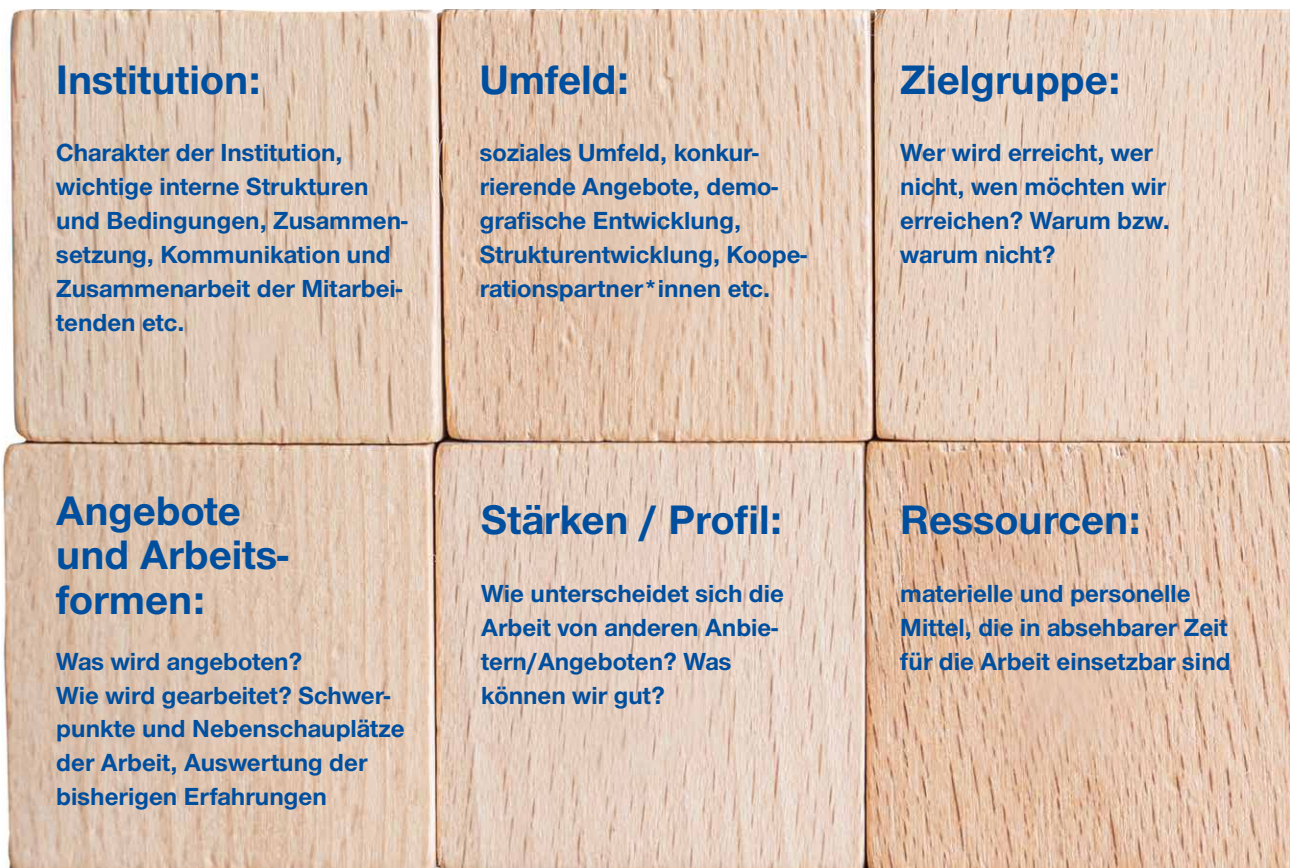 Institution:
Charakter der Institution,
wichtige interne Strukturen
und Bedingungen, Zusammen-
setzung, Kommunikation und
Zusammenarbeit der Mitarbei-
tenden etc.
Umfeld:
soziales Umfeld, konkur-
rierende Angebote, demo-
grafische Entwicklung,
Strukturentwicklung, Koope-
rationspartner*innen etc.
Zielgruppe:
Wer wird erreicht, wer
nicht, wen möchten wir
erreichen? Warum bzw.
warum nicht?
Angebote
und Arbeits-
formen:
Was wird angeboten?
Wie wird gearbeitet? Schwer-
punkte und Nebenschauplätze
der Arbeit, Auswertung der
bisherigen Erfahrungen
Stärken / Profil:
Wie unterscheidet sich die
Arbeit von anderen Anbie-
tern/Angeboten? Was
können wir gut?
Ressourcen:
materielle und personelle
Mittel, die in absehbarer Zeit
für die Arbeit einsetzbar sind